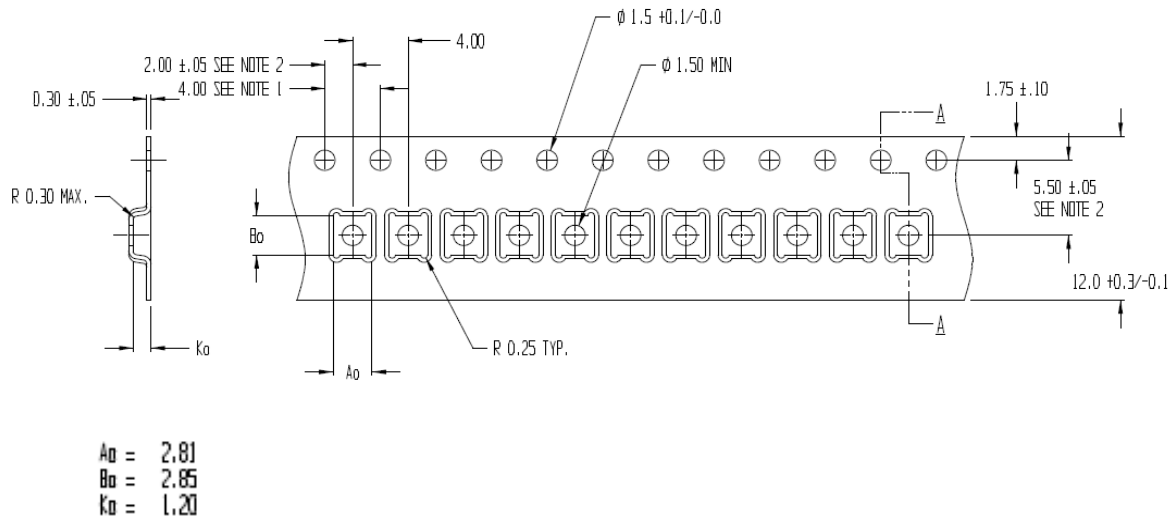 ϕ 1.5 +0.1/-0.0
4.00
2.00 ±.05 SEE NOTE 2
ϕ 1.50 MIN
4.00 SEE NOTE 1
1.75 ±.10
0.30 ±.05
A
R 0.30 MAX.
5.50 ±.05
SEE NOTE 2
Bo
12.0 +0.3/-0.1
A
Ko
R 0.25 TYP.
Ao
Ao = 2.81
Bo = 2.85
Ko = 1.20